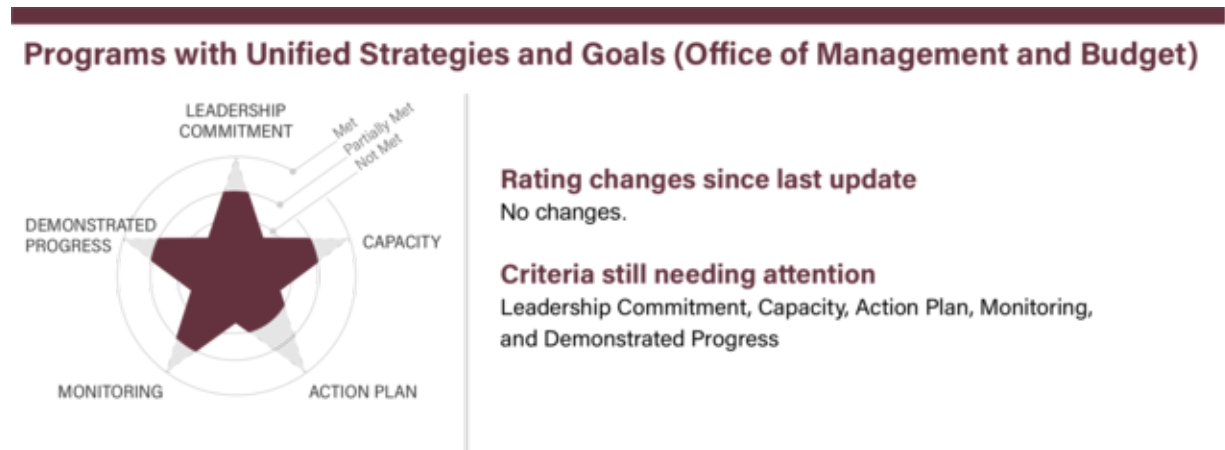 Programs with Unified Strategies and Goals (Office of Management and Budget)
LEADERSHIP
COMMITMENT
Met
Partially Met
Not Met
DEMONSTRATED
PROGRESS
CAPACITY
MONITORING
ACTION PLAN
Rating changes since last update
No changes.
Criteria still needing attention
Leadership Commitment, Capacity, Action Plan, Monitoring,
and Demonstrated Progress